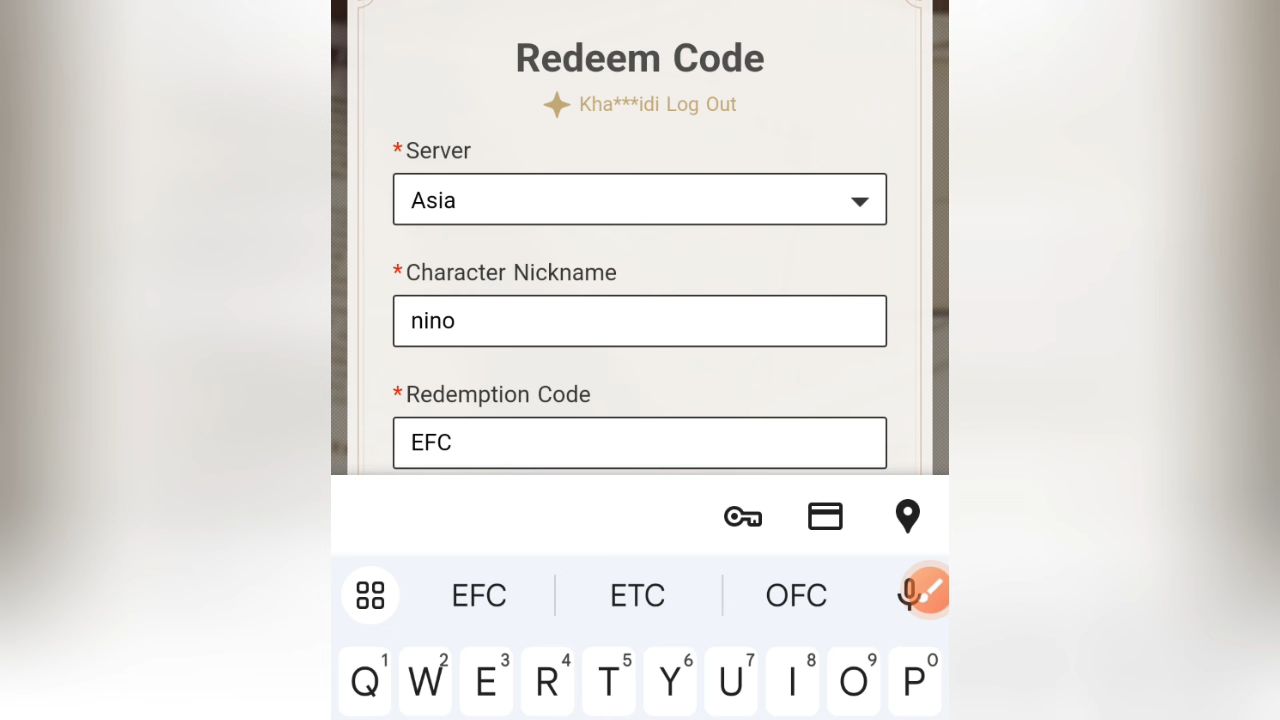 Redeem Code
Kha***idi Log Out
*Server
Asia
*Character Nickname
nino
*Redemption Code
EFC
EFC ETC OFC
Q1 W2 E3 R4 T5 Y6 U7 I8 O9 P0